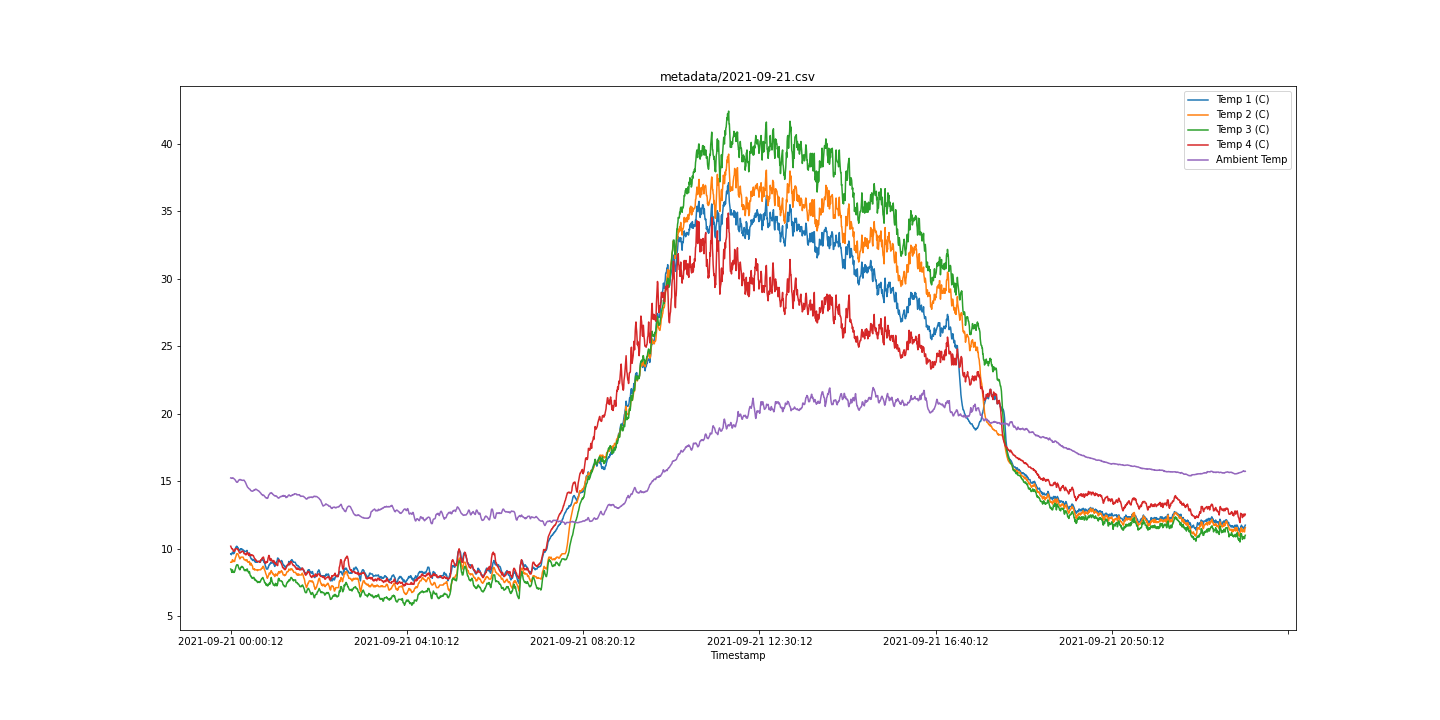 metadata/2021-09-21.csv
Temp 1 (C)
Temp 2 (C)
Temp 3 (C)
Temp 4 (C)
Ambient Temp
40
35
30
25
20
15
10
5
2021-09-21 00:00:12
2021-09-21 04:10:12
2021-09-21 08:20:12
2021-09-21 12:30:12
2021-09-21 16:40:12
2021-09-21 20:50:12
Timestamp